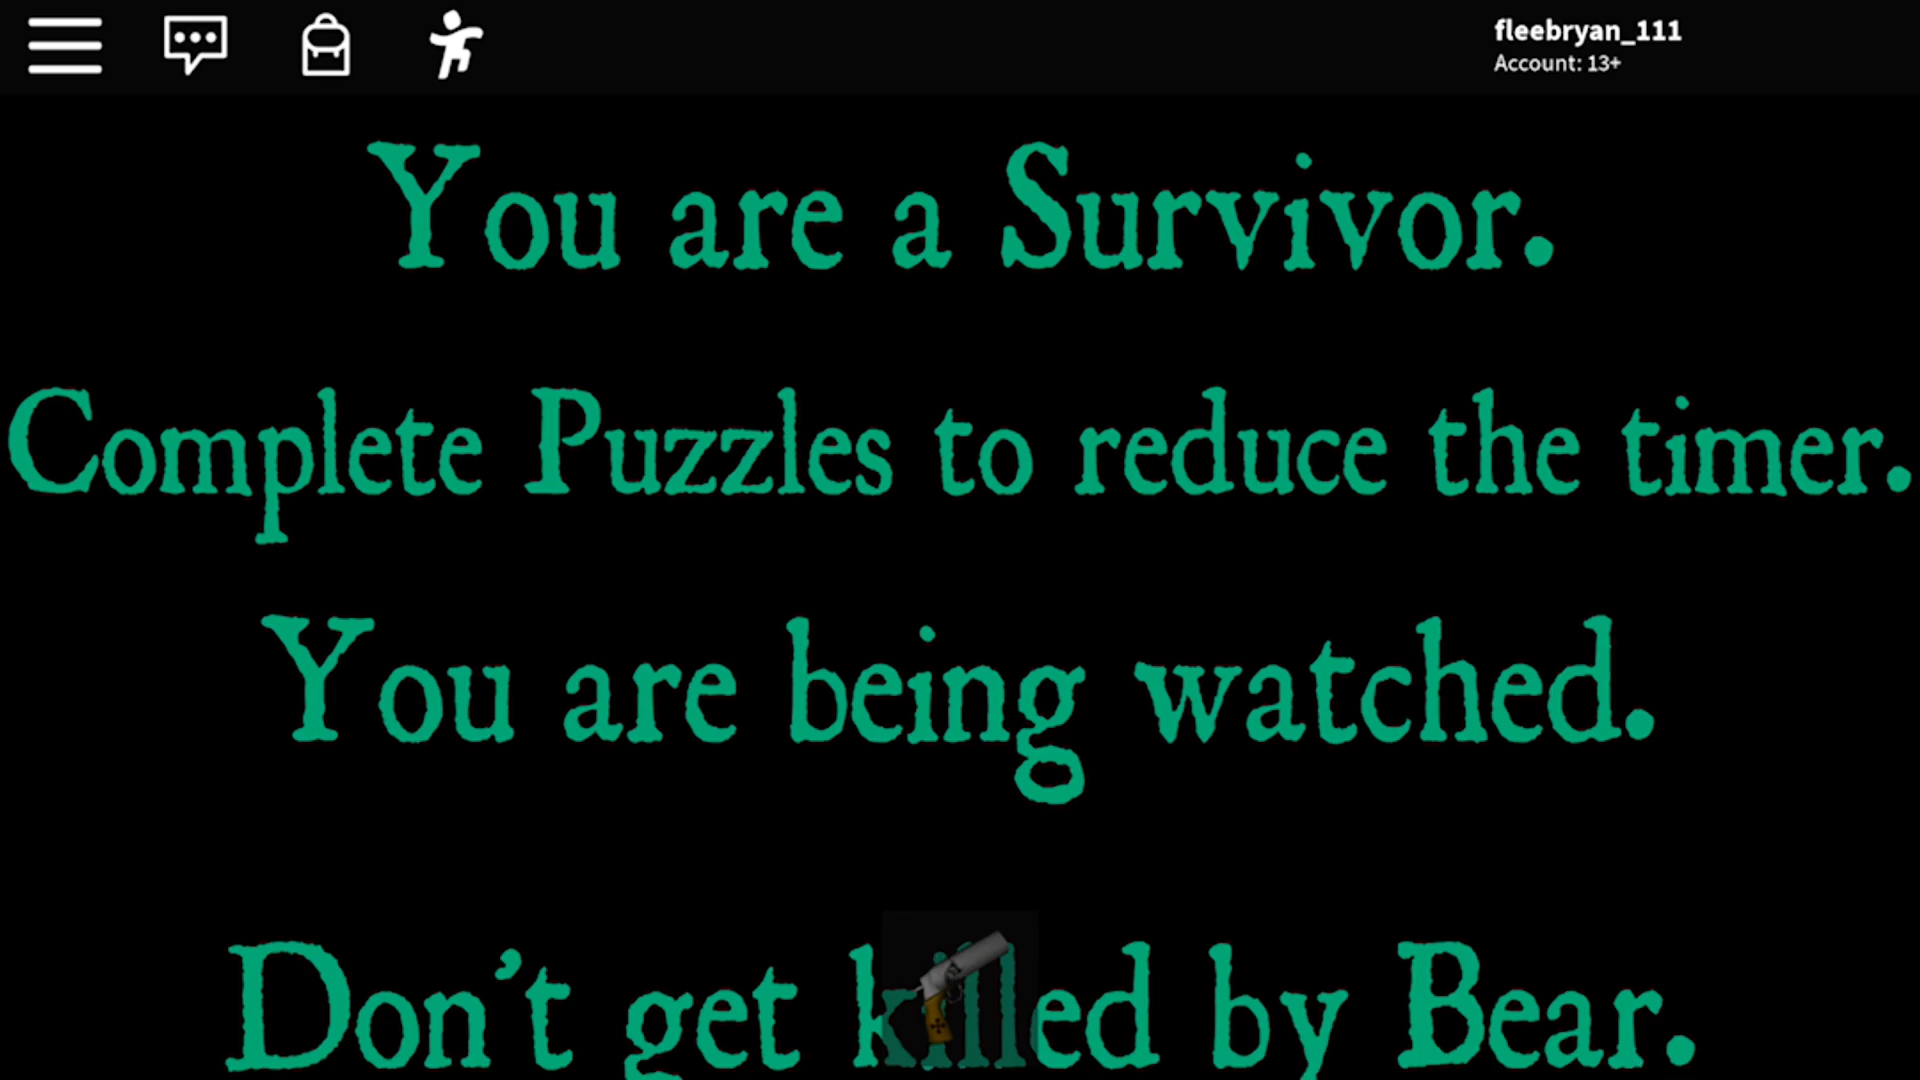 fleebryan_111
Account: 13+
You are a Survivor.
Complete Puzzles to reduce the timer.
You are being watched.
Don't get killed by Bear.